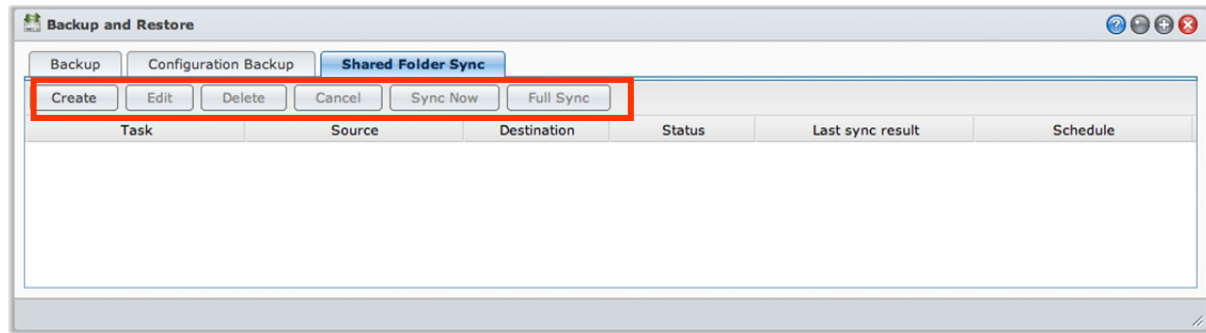 Backup and Restore
Backup Configuration Backup Shared Folder Sync
Create Edit Delete Cancel Sync Now Full Sync
Task Source Destination Status Last sync result Schedule